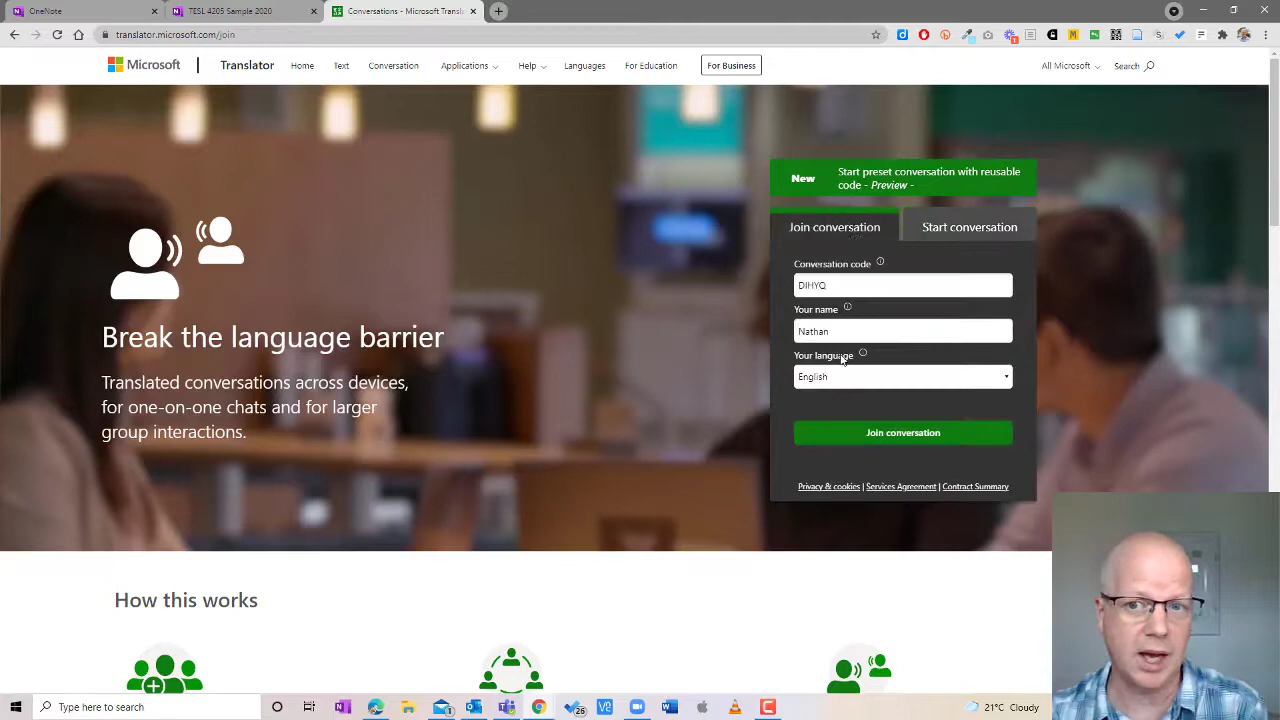 OneNote
TESL 4205 Sample 2020
Conversations - Microsoft Transl
translator.microsoft.com/join
Microsoft
Translator
Home
Text
Conversation
Applications
Help
Languages
For Education
For Business
All Microsoft
Search
New
Start preset conversation with reusable
code - Preview -
Join conversation
Start conversation
Conversation code
DIHYQ
Your name
Nathan
Your language
English
Join conversation
Privacy & cookies | Services Agreement | Contract Summary
Break the language barrier
Translated conversations across devices,
for one-on-one chats and for larger
group interactions.
How this works
Type here to search
26
21°C Cloudy